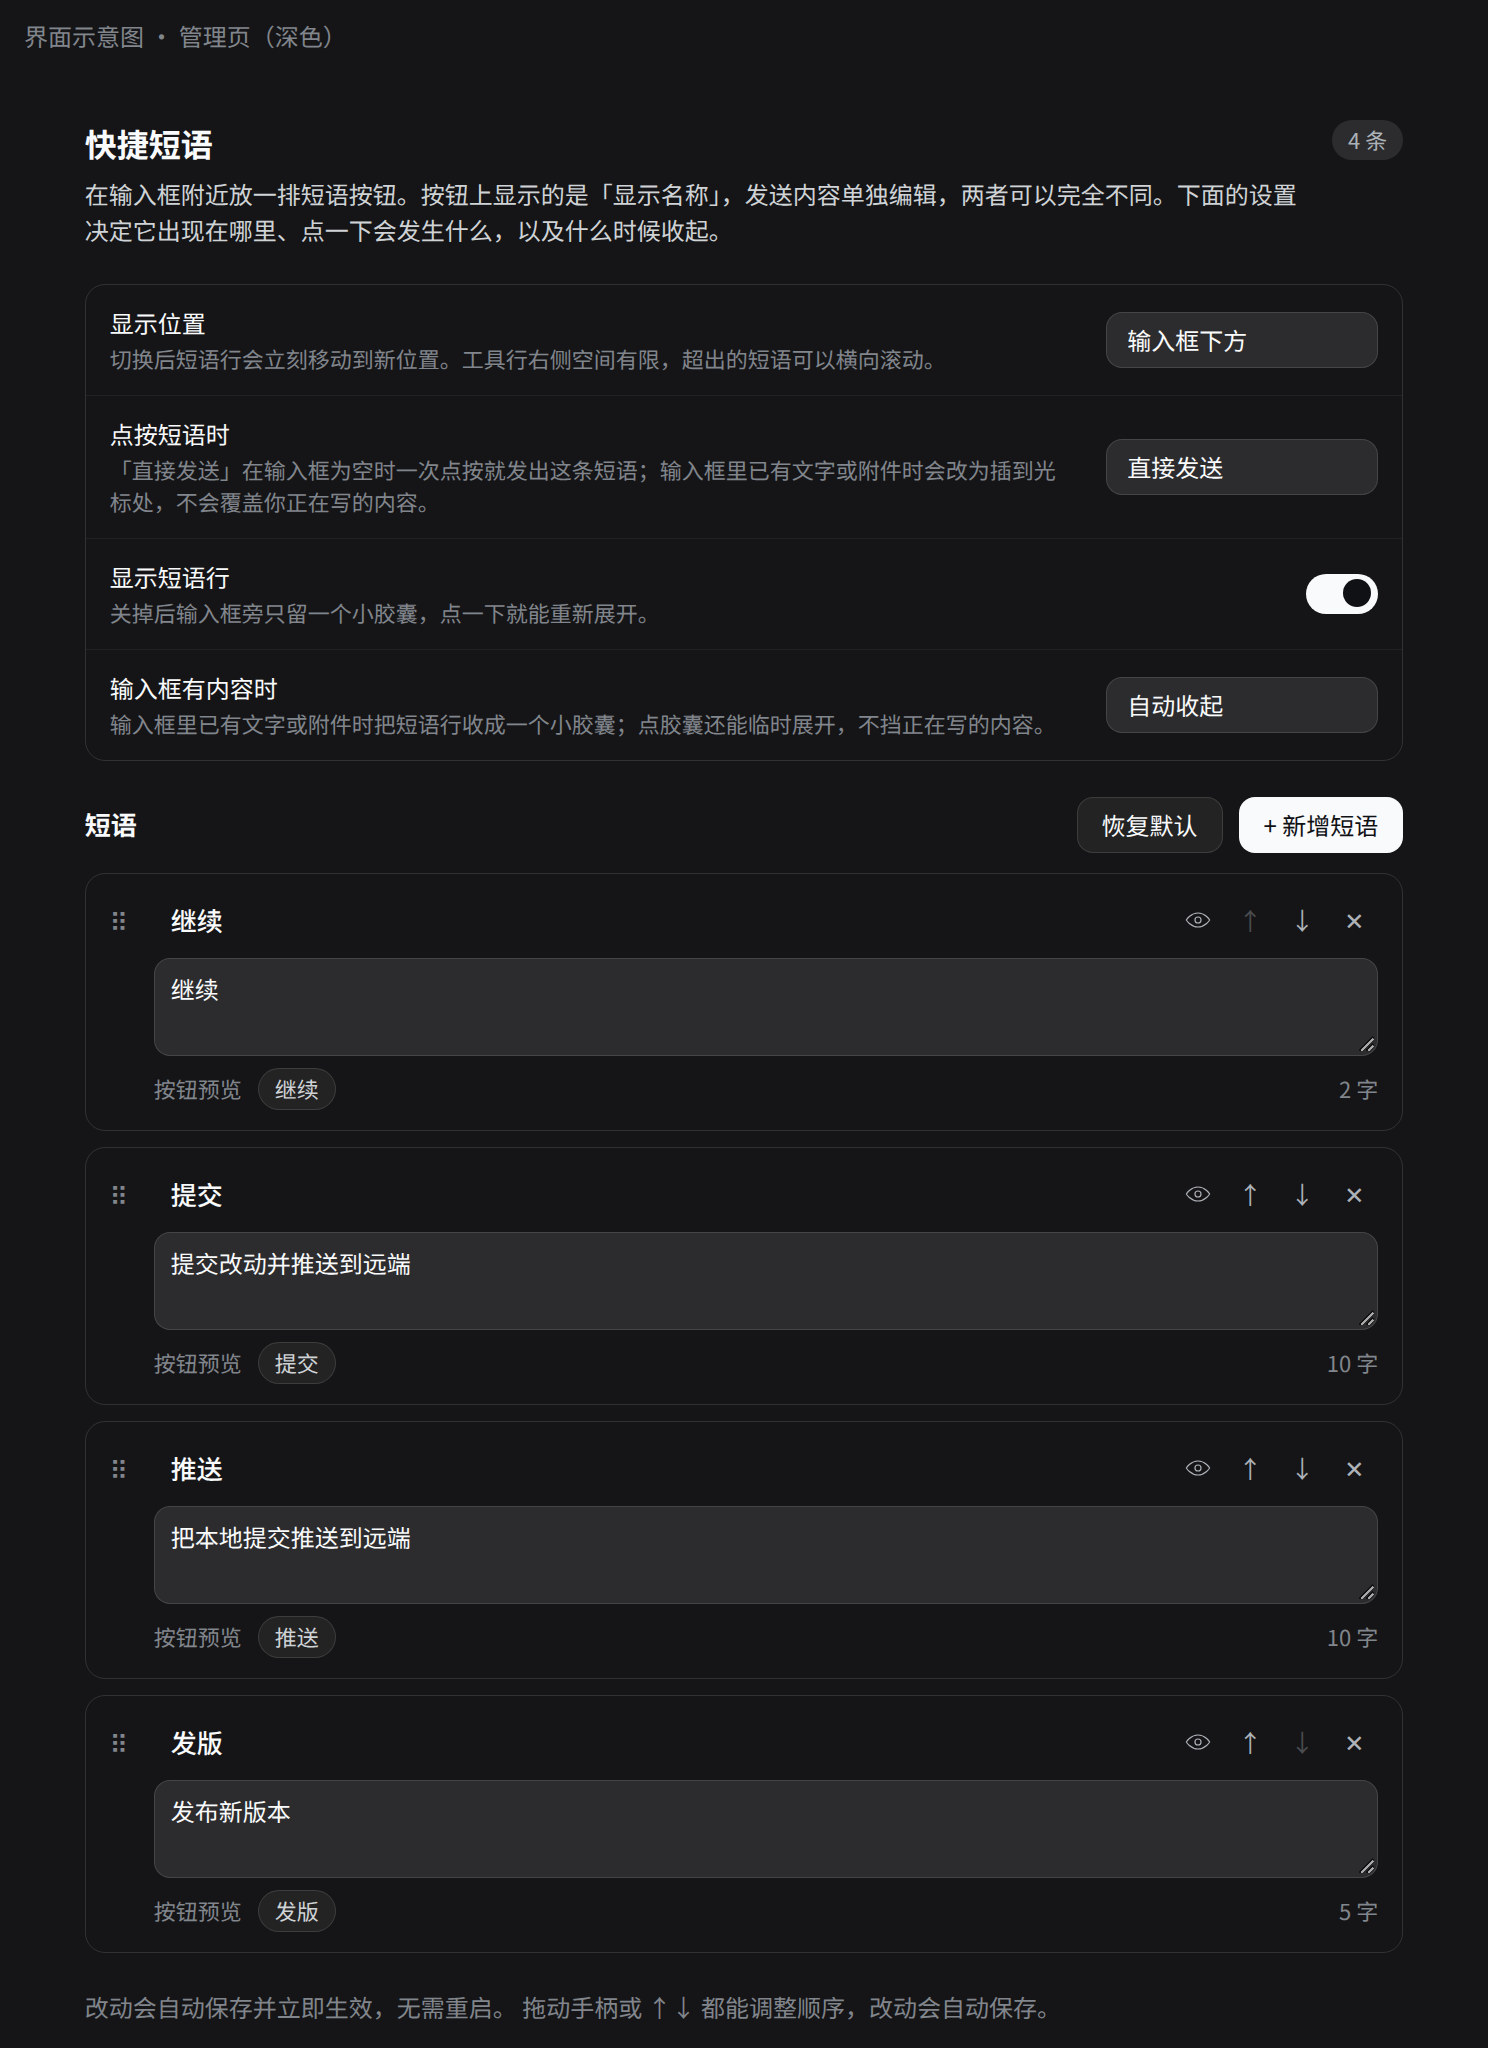 界面示意图 · 管理页（深色）
快捷短语
4 条
在输入框附近放一排短语按钮。按钮上显示的是「显示名称」，发送内容单独编辑，两者可以完全不同。下面的设置
决定它出现在哪里、点一下会发生什么，以及什么时候收起。
显示位置
切换后短语行会立刻移动到新位置。工具行右侧空间有限，超出的短语可以横向滚动。
输入框下方
点按短语时
「直接发送」在输入框为空时一次点按就发出这条短语；输入框里已有文字或附件时会改为插到光
标处，不会覆盖你正在写的内容。
直接发送
显示短语行
关掉后输入框旁只留一个小胶囊，点一下就能重新展开。
输入框有内容时
输入框里已有文字或附件时把短语行收成一个小胶囊；点胶囊还能临时展开，不挡正在写的内容。
自动收起
短语
恢复默认
+ 新增短语
继续
↑ ↓ ×
继续
按钮预览 继续
2 字
提交
↑ ↓ ×
提交改动并推送到远端
按钮预览 提交
10 字
推送
↑ ↓ ×
把本地提交推送到远端
按钮预览 推送
10 字
发版
↑ ↓ ×
发布新版本
按钮预览 发版
5 字
改动会自动保存并立即生效，无需重启。 拖动手柄或 ↑ ↓ 都能调整顺序，改动会自动保存。